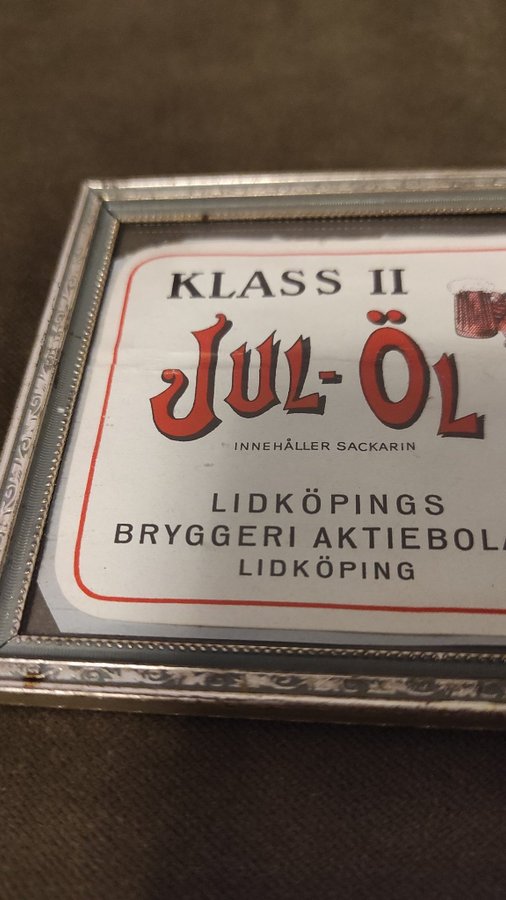 KLASS II
JUL-ÖL
INNEHÅLLER SACKARIN
LIDKÖPINGS
BRYGGERI AKTIEBOLA
LIDKÖPING